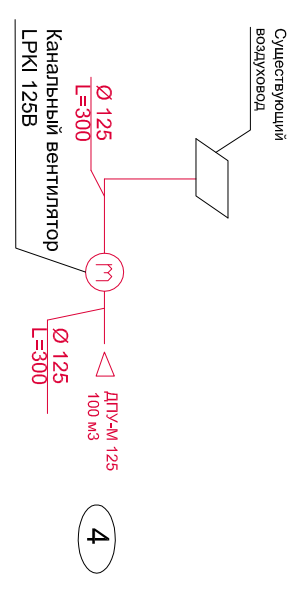 Существующий
воздуховод
Ø 125
L=300
Канальный вентилятор
LPKI 125B
Ø 125
L=300
ДПУ-М 125
100 м3
4